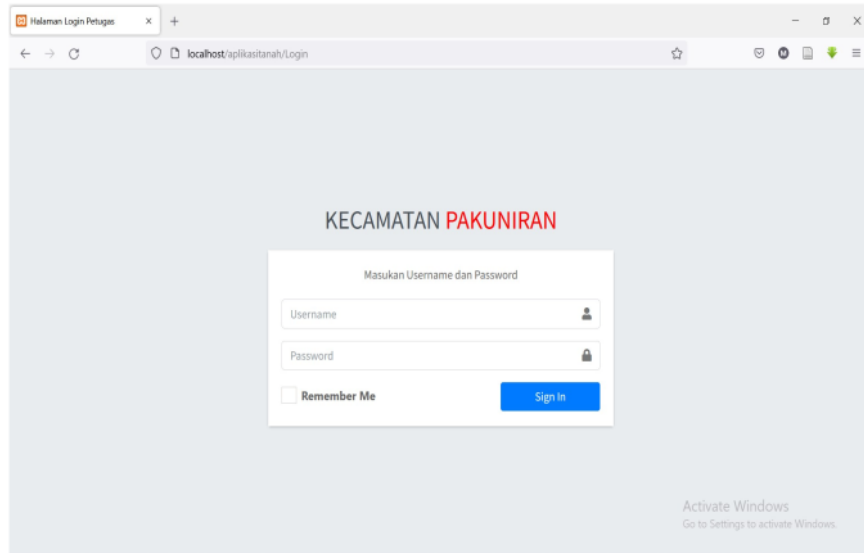 Halaman Login Petugas
localhost/aplikasitanah/Login
KECAMATAN PAKUNIRAN
Masukan Username dan Password
Username
Password
Remember Me
Sign In
Activate Windows
Go to Settings to activate Windows.